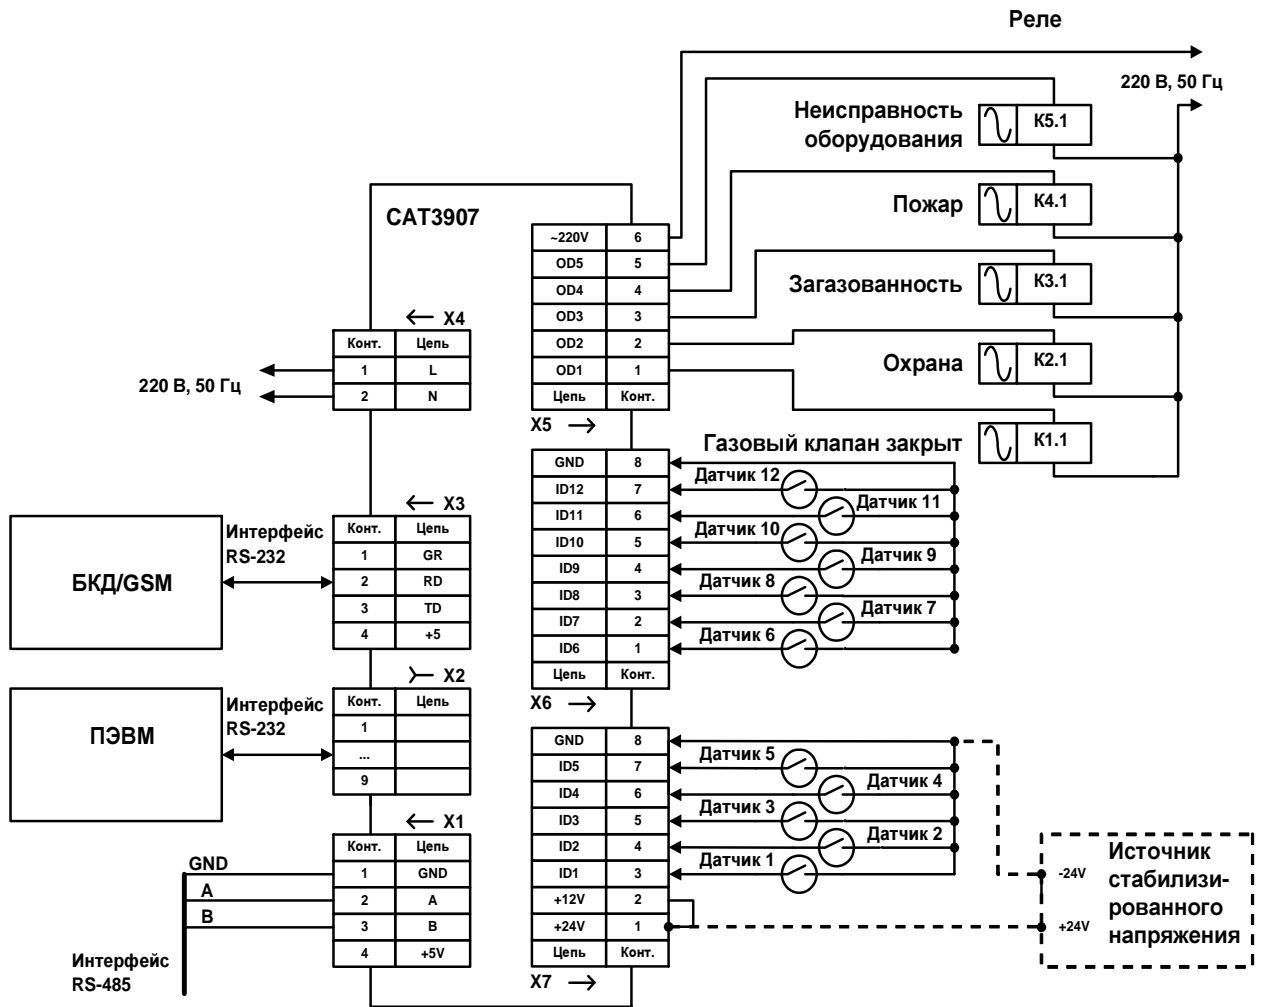 Реле
220 В, 50 Гц
Неисправность
оборудования
K5.1
Пожар
K4.1
Загазованность
K3.1
Охрана
K2.1
Газовый клапан закрыт
K1.1
САТ3907
~220V 6
OD5 5
OD4 4
OD3 3
OD2 2
OD1 1
Цепь Конт.
X5
X4
Конт. Цепь
1 L
2 N
220 В, 50 Гц
GND 8
ID12 7
ID11 6
ID10 5
ID9 4
ID8 3
ID7 2
ID6 1
Цепь Конт.
X6
Датчик 12
Датчик 11
Датчик 10
Датчик 9
Датчик 8
Датчик 7
Датчик 6
X3
Конт. Цепь
1 GR
2 RD
3 TD
4 +5
Интерфейс
RS-232
БКД/GSM
X2
Конт. Цепь
1
...
9
Интерфейс
RS-232
ПЭВМ
GND 8
ID5 7
ID4 6
ID3 5
ID2 4
ID1 3
+12V 2
+24V 1
Цепь Конт.
X7
Датчик 5
Датчик 4
Датчик 3
Датчик 2
Датчик 1
X1
Конт. Цепь
1 GND
2 A
3 B
4 +5V
GND
A
B
Интерфейс
RS-485
Источник
стабилизи-
рованного
напряжения
-24V
+24V